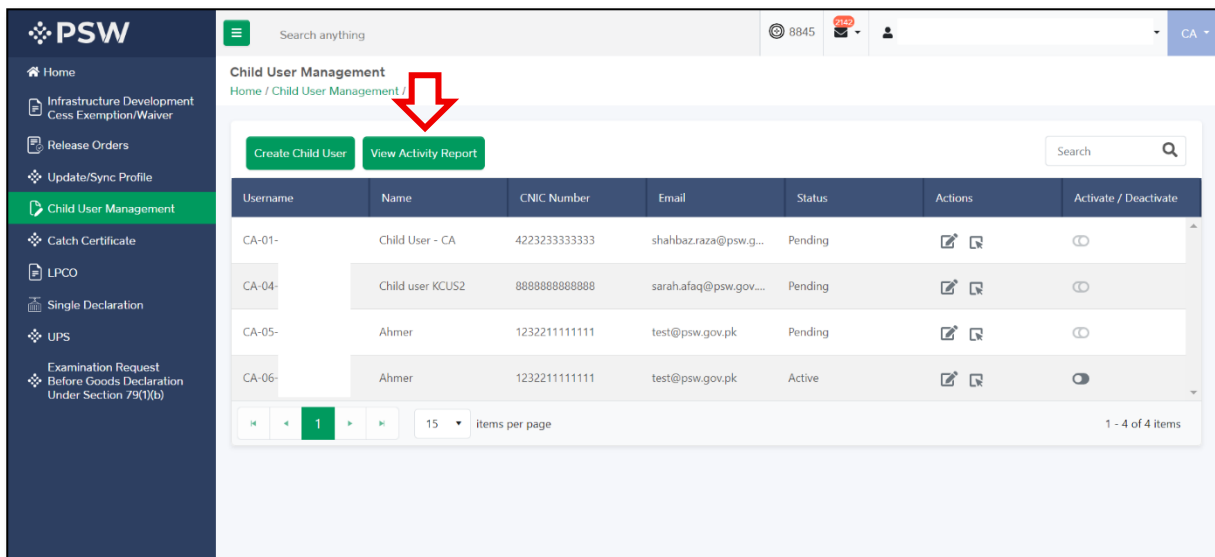 PSW
Search anything
8845
2142
CA
Home
Infrastructure Development
Cess Exemption/Waiver
Release Orders
Update/Sync Profile
Child User Management
Catch Certificate
LPCO
Single Declaration
UPS
Examination Request
Before Goods Declaration
Under Section 79(1)(b)
Child User Management
Home / Child User Management /
Create Child User View Activity Report Search
Username Name CNIC Number Email Status Actions Activate / Deactivate
CA-01- Child User - CA 4223233333333 shahbaz.raza@psw.g... Pending
CA-04- Child user KCUS2 8888888888888 sarah.afaq@psw.gov.... Pending
CA-05- Ahmer 1232211111111 test@psw.gov.pk Pending
CA-06- Ahmer 1232211111111 test@psw.gov.pk Active
1 15 items per page 1 - 4 of 4 items